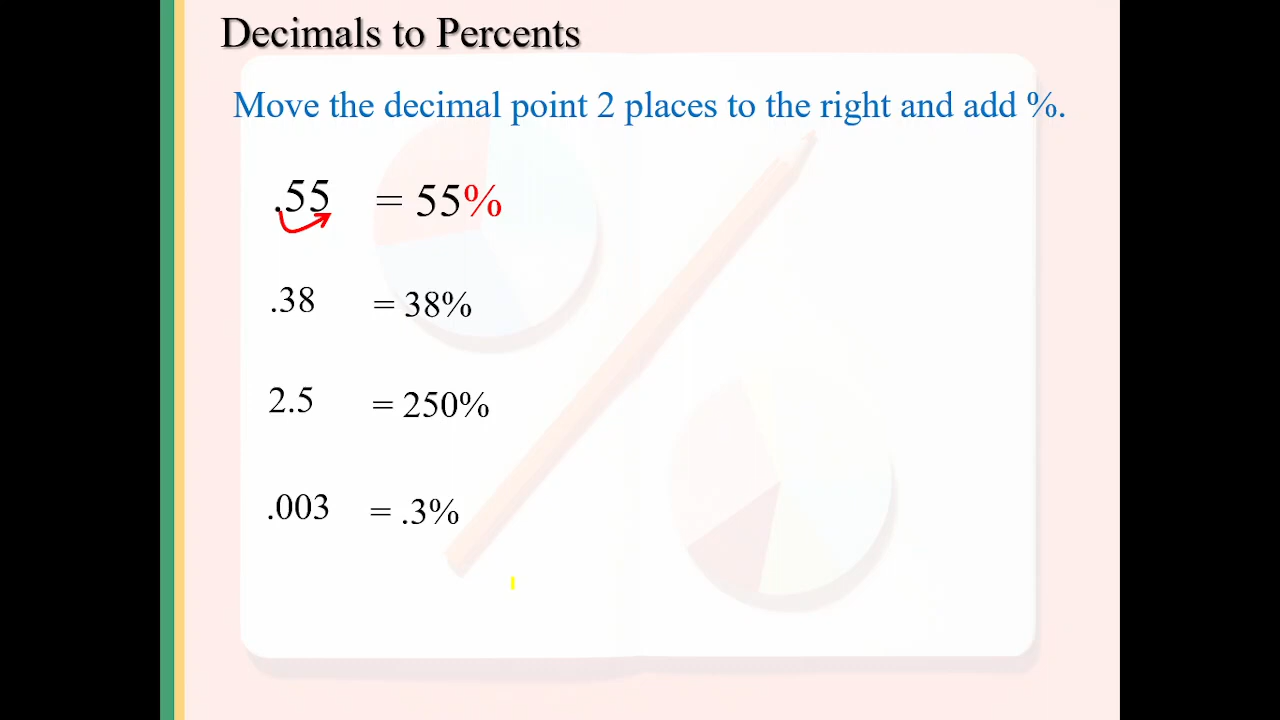 Decimals to Percents
Move the decimal point 2 places to the right and add %.
.55 = 55%
.38 = 38%
2.5 = 250%
.003 = .3%